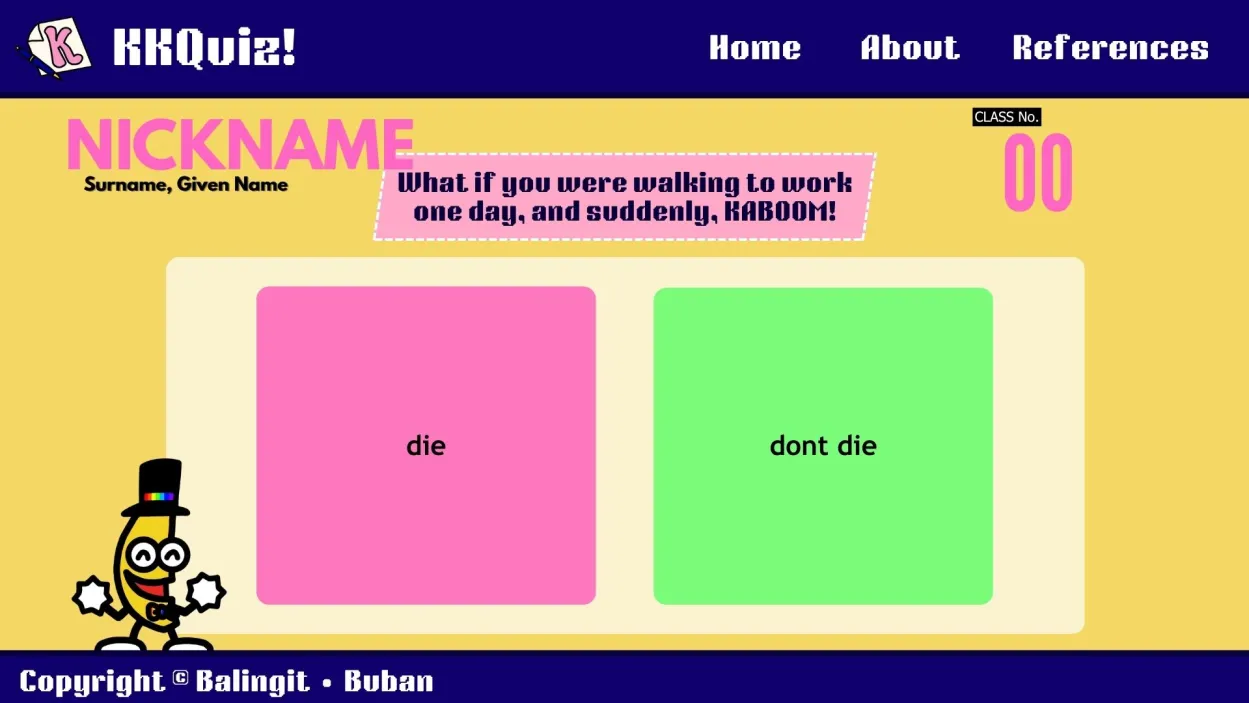 K KKQuiz! Home About References
NICKNAME
Surname, Given Name
CLASS No.
00
What if you were walking to work
one day, and suddenly, KABOOM!
die
dont die
Copyright © Balingit • Buban